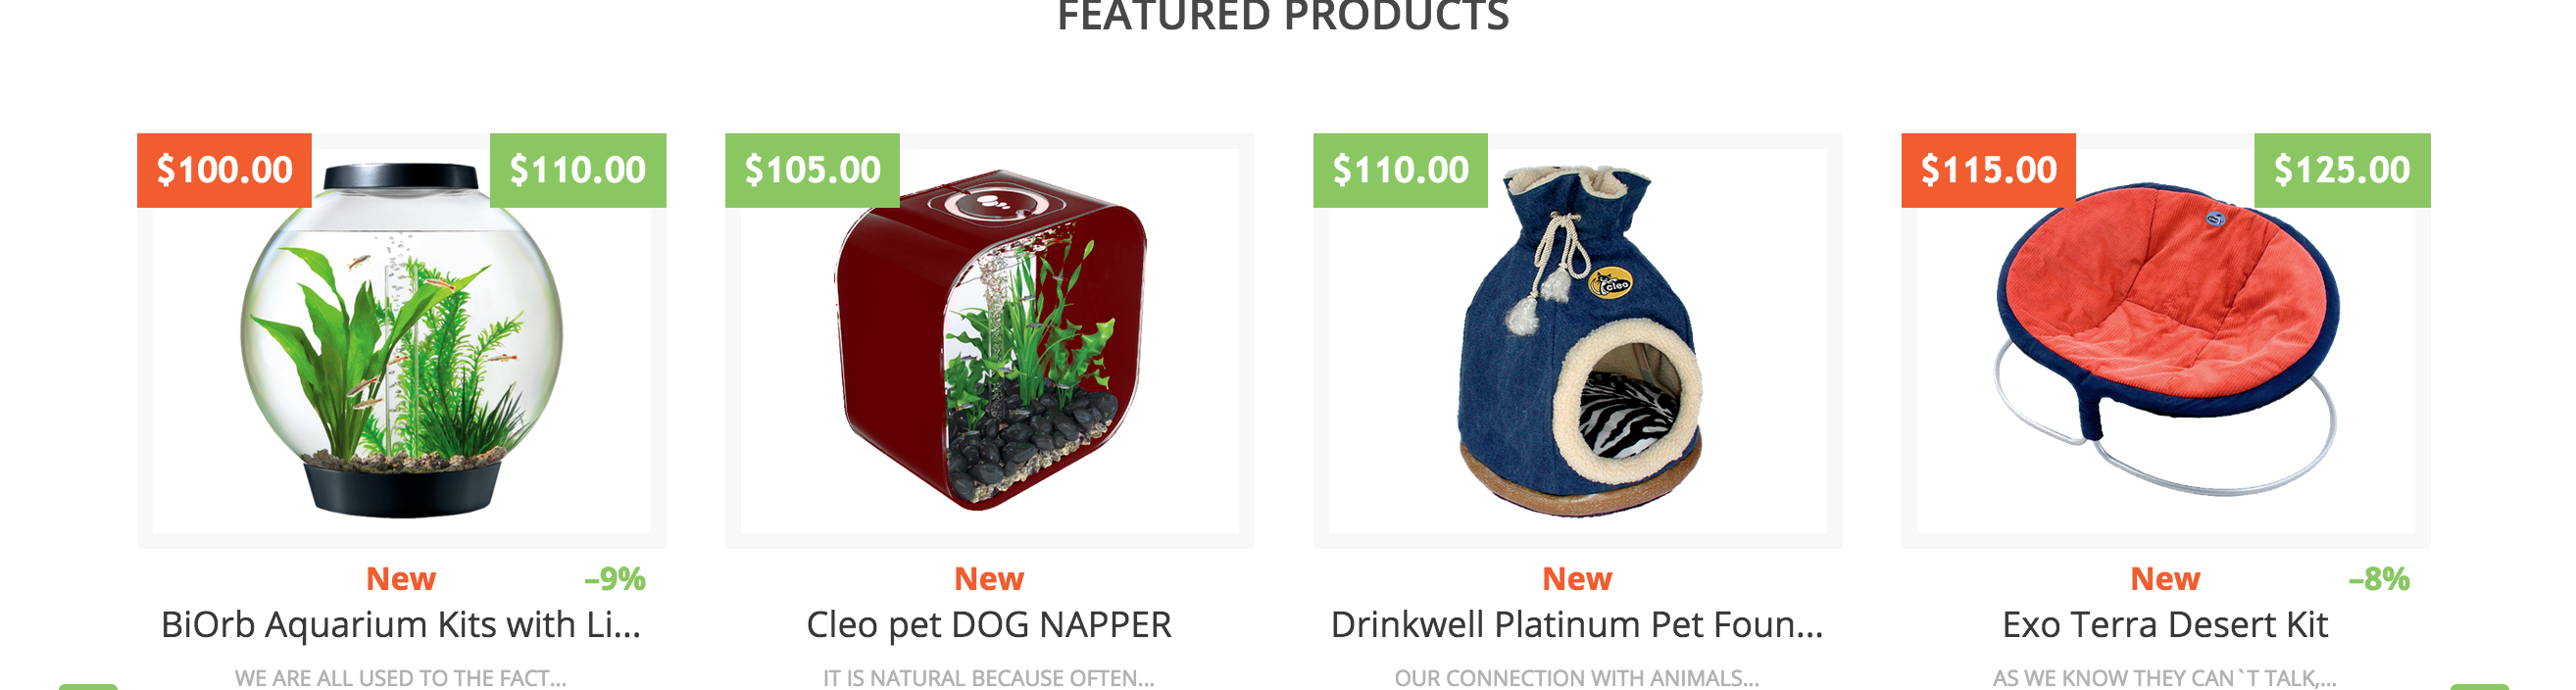 FEATURED PRODUCTS
$100.00
$110.00
$105.00
$110.00
$115.00
$125.00
cleo
New
–9%
New
New
New
–8%
BiOrb Aquarium Kits with Li...
Cleo pet DOG NAPPER
Drinkwell Platinum Pet Foun...
Exo Terra Desert Kit
WE ARE ALL USED TO THE FACT...
IT IS NATURAL BECAUSE OFTEN...
OUR CONNECTION WITH ANIMALS...
AS WE KNOW THEY CAN`T TALK,...